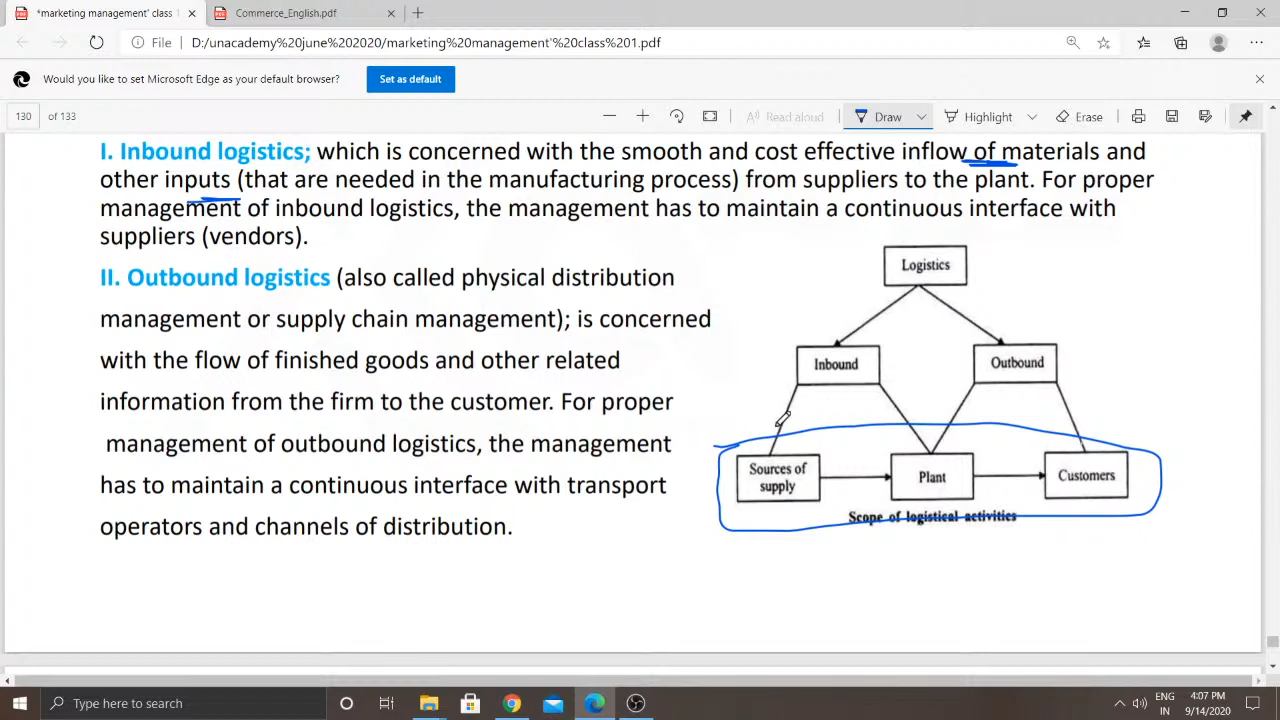 *marketing management' class
Commerce_English.pdf
File
D:/unacademy%20june%202020/marketing%20management'%20class%201.pdf
Would you like to set Microsoft Edge as your default browser?
Set as default
130
of 133
Read aloud
Draw
Highlight
Erase
I. Inbound logistics; which is concerned with the smooth and cost effective inflow of materials and
other inputs (that are needed in the manufacturing process) from suppliers to the plant. For proper
management of inbound logistics, the management has to maintain a continuous interface with
suppliers (vendors).
II. Outbound logistics (also called physical distribution
management or supply chain management); is concerned
with the flow of finished goods and other related
information from the firm to the customer. For proper
management of outbound logistics, the management
has to maintain a continuous interface with transport
operators and channels of distribution.
Logistics
Inbound
Outbound
Sources of
supply
Plant
Customers
Scope of logistical activities
Type here to search
ENG
IN
4:07 PM
9/14/2020